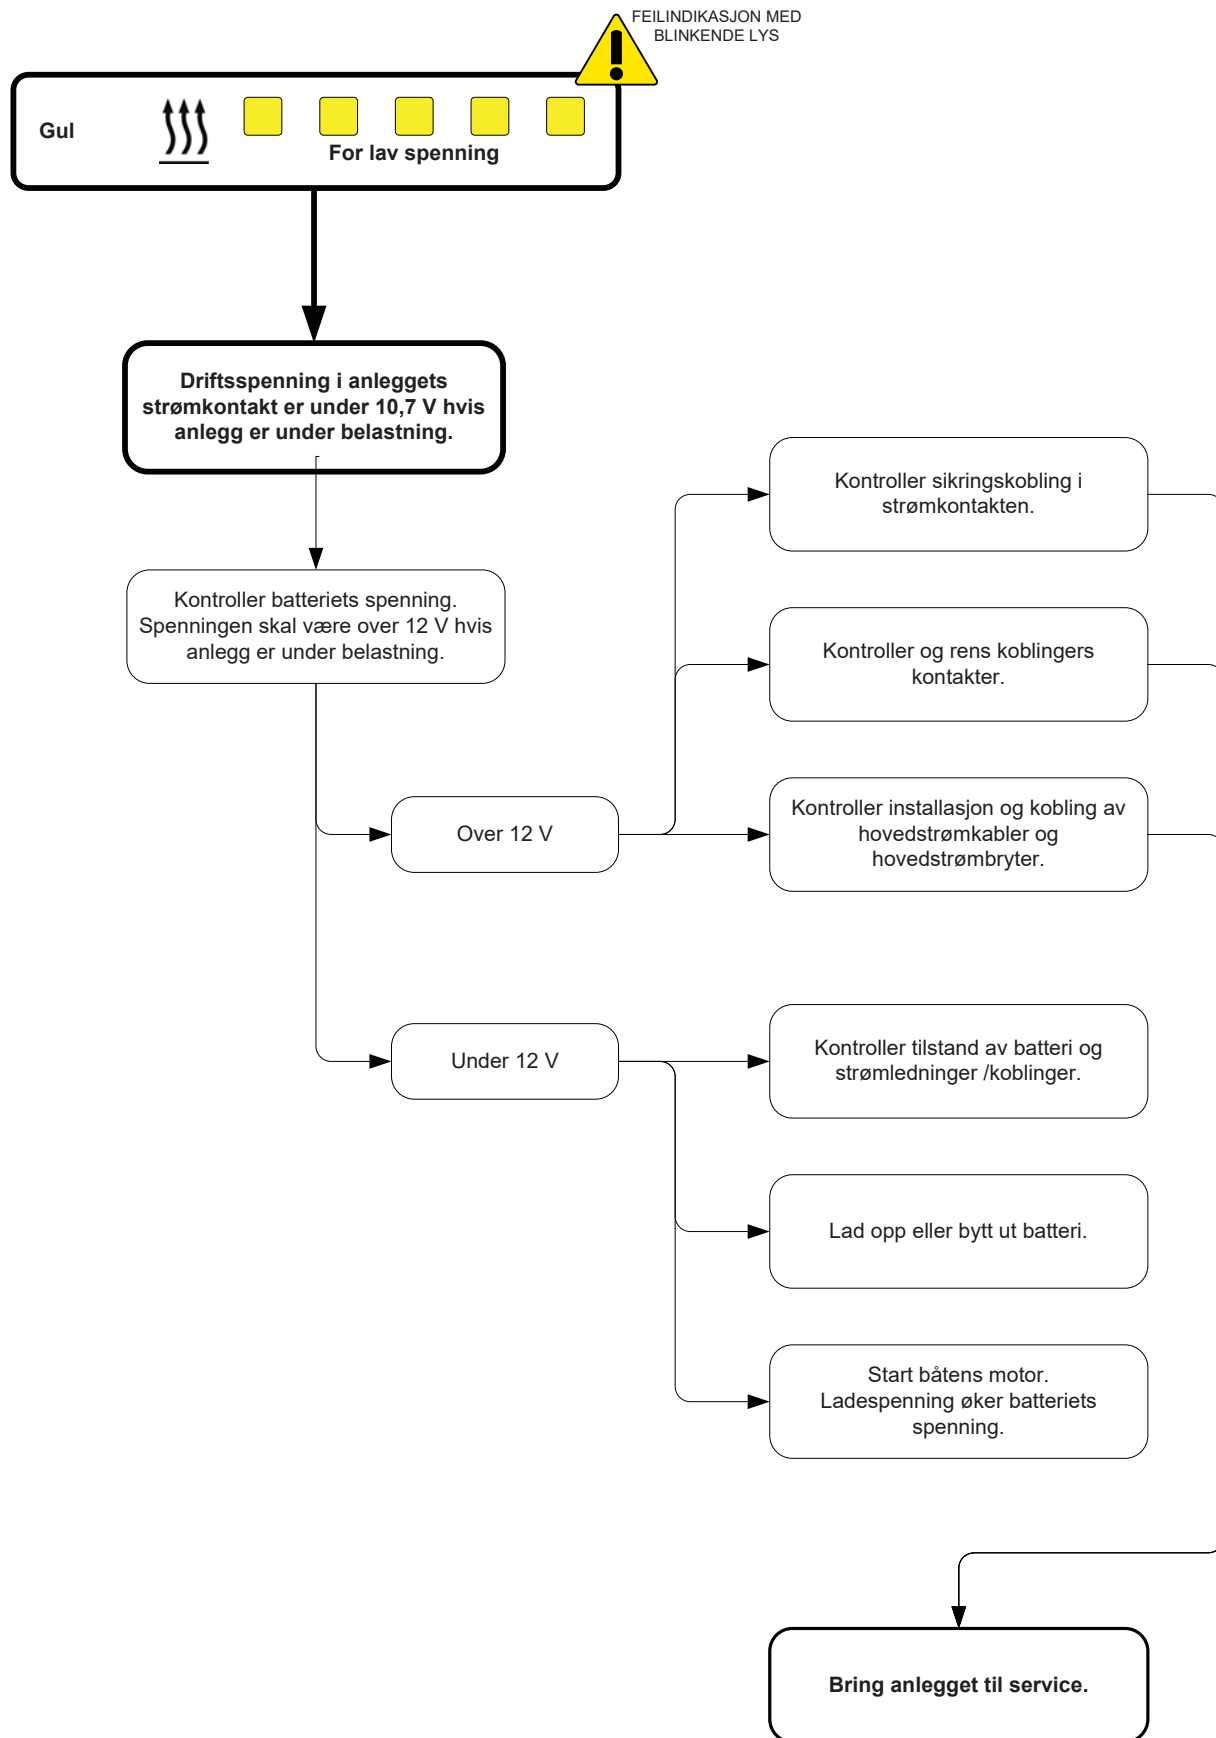 FEILINDIKASJON MED
BLINKENDE LYS
Gul
For lav spenning
Driftsspenning i anleggets
strømkontakt er under 10,7 V hvis
anlegg er under belastning.
Kontroller batteriets spenning.
Spenningen skal være over 12 V hvis
anlegg er under belastning.
Kontroller sikringskobling i
strømkontakten.
Kontroller og rens koblingers
kontakter.
Over 12 V
Kontroller installasjon og kobling av
hovedstrømkabler og
hovedstrømbryter.
Under 12 V
Kontroller tilstand av batteri og
strømledninger /koblinger.
Lad opp eller bytt ut batteri.
Start båtens motor.
Ladespenning øker batteriets
spenning.
Bring anlegget til service.